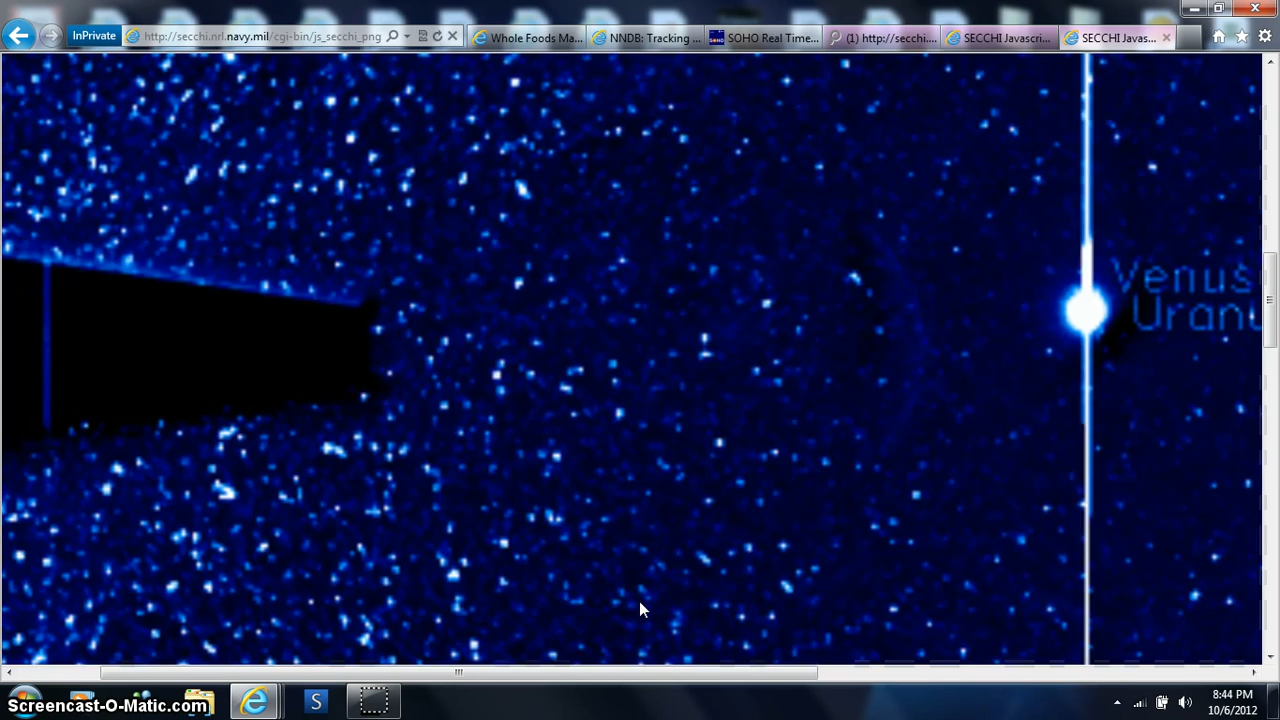 InPrivate
http://secchi.nrl.navy.mil/cgi-bin/js_secchi_png
Whole Foods Ma...
NNDB: Tracking ...
SOHO Real Time...
(1) http://secchi....
SECCHI Javascri...
SECCHI Javas...
Venus
Uranu
8:44 PM
10/6/2012
Screencast-O-Matic.com